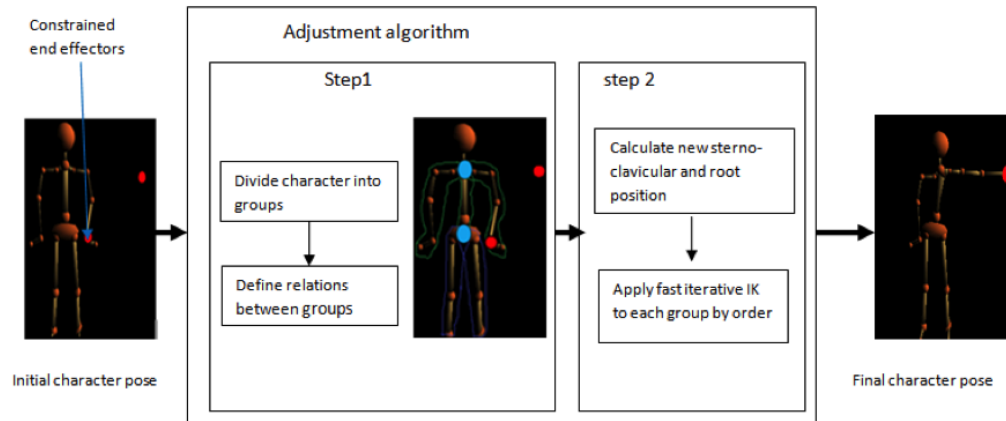 Constrained
end effectors
Initial character pose
Adjustment algorithm
Step1
Divide character into
groups
Define relations
between groups
step 2
Calculate new sterno-
clavicular and root
position
Apply fast iterative IK
to each group by order
Final character pose